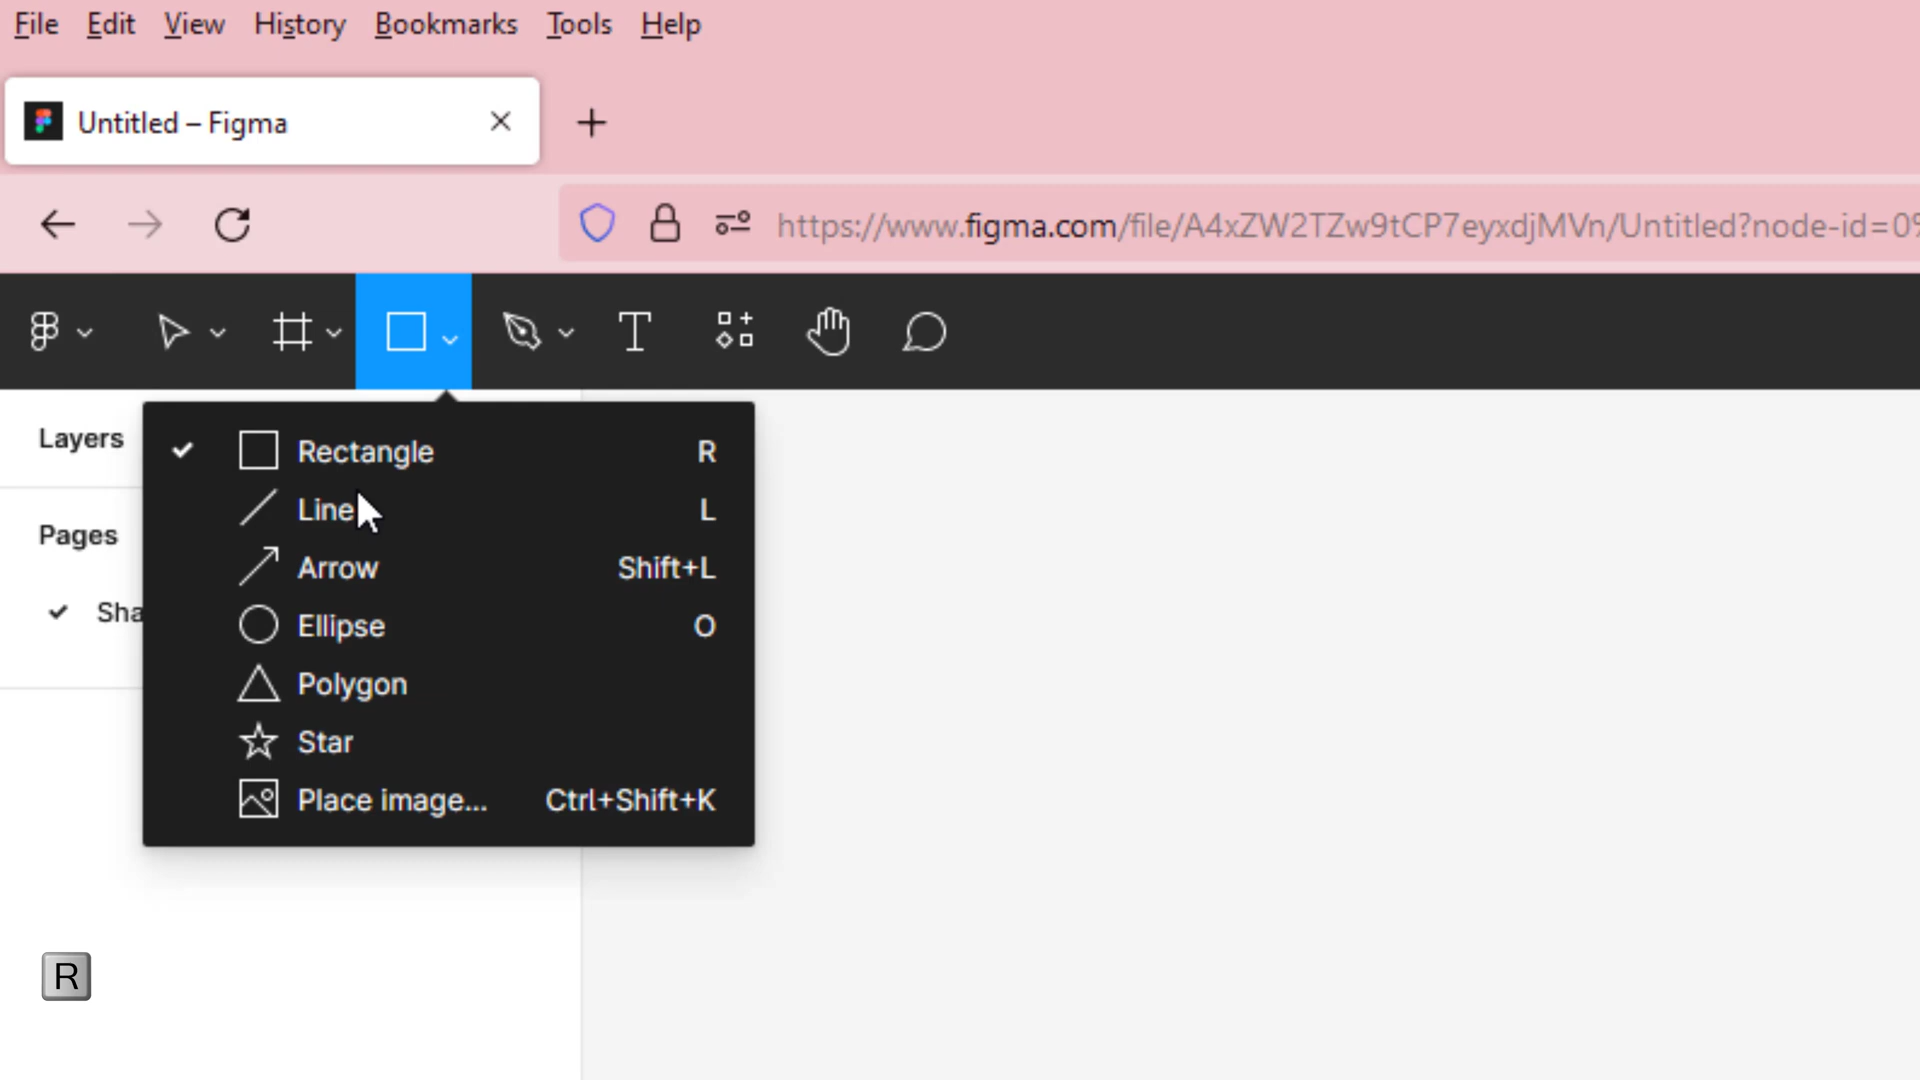 File Edit View History Bookmarks Tools Help
Untitled – Figma
https://www.figma.com/file/A4xZW2TZw9tCP7eyxdjMVn/Untitled?node-id=0%
T
Layers
Pages
Sha
Rectangle R
Line L
Arrow Shift+L
Ellipse O
Polygon
Star
Place image... Ctrl+Shift+K
R